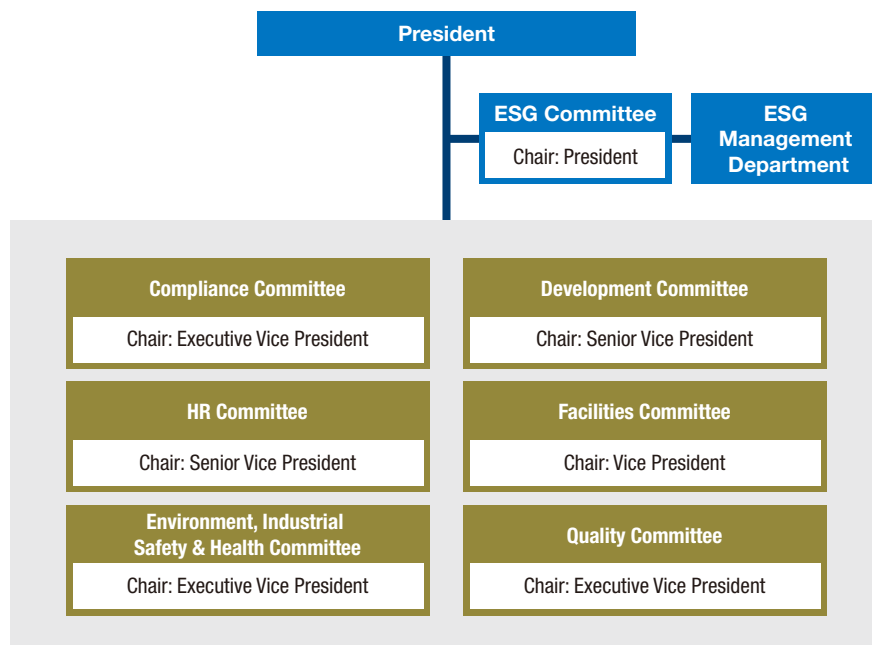 President
ESG Committee
Chair: President
ESG
Management
Department
Compliance Committee
Chair: Executive Vice President
Development Committee
Chair: Senior Vice President
HR Committee
Chair: Senior Vice President
Facilities Committee
Chair: Vice President
Environment, Industrial
Safety & Health Committee
Chair: Executive Vice President
Quality Committee
Chair: Executive Vice President